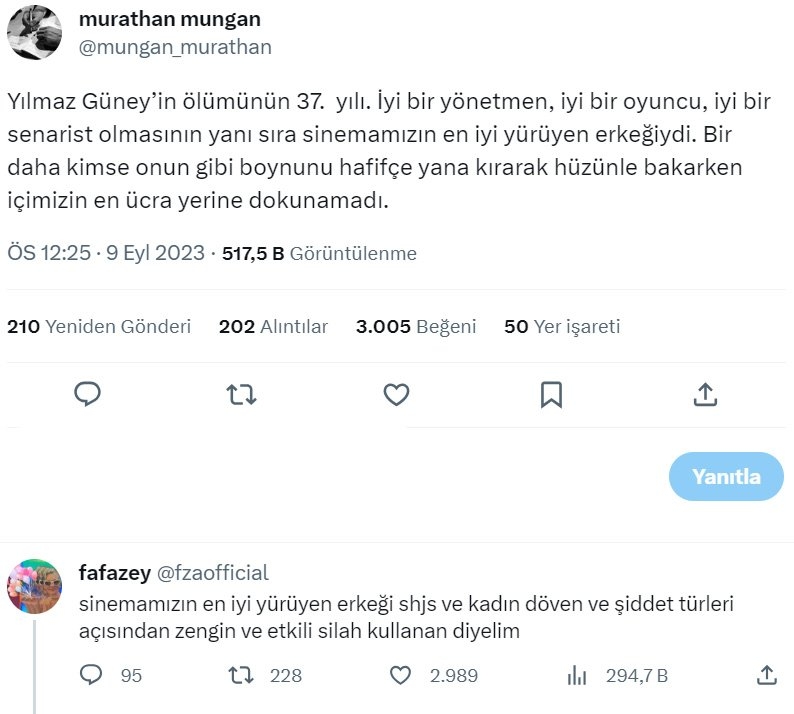 murathan mungan
@mungan_murathan
Yılmaz Güney’in ölümünün 37.  yılı. İyi bir yönetmen, iyi bir oyuncu, iyi bir
senarist olmasının yanı sıra sinemamızın en iyi yürüyen erkeğiydi. Bir
daha kimse onun gibi boynunu hafifçe yana kırarak hüzünle bakarken
içimizin en ücra yerine dokunamadı.
ÖS 12:25 · 9 Eyl 2023 · 517,5 B Görüntülenme
210 Yeniden Gönderi 202 Alıntılar 3.005 Beğeni 50 Yer işareti
Yanıtla
fafazey @fzaofficial
sinemamızın en iyi yürüyen erkeği shjs ve kadın döven ve şiddet türleri
açısından zengin ve etkili silah kullanan diyelim
95 228 2.989 294,7 B